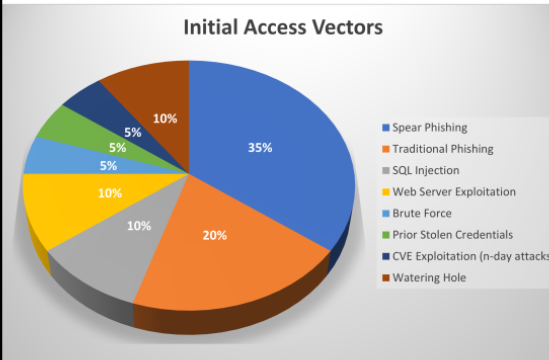 Initial Access Vectors
35%
20%
10%
10%
5%
5%
5%
10%
Spear Phishing
Traditional Phishing
SQL Injection
Web Server Exploitation
Brute Force
Prior Stolen Credentials
CVE Exploitation (n-day attacks
Watering Hole